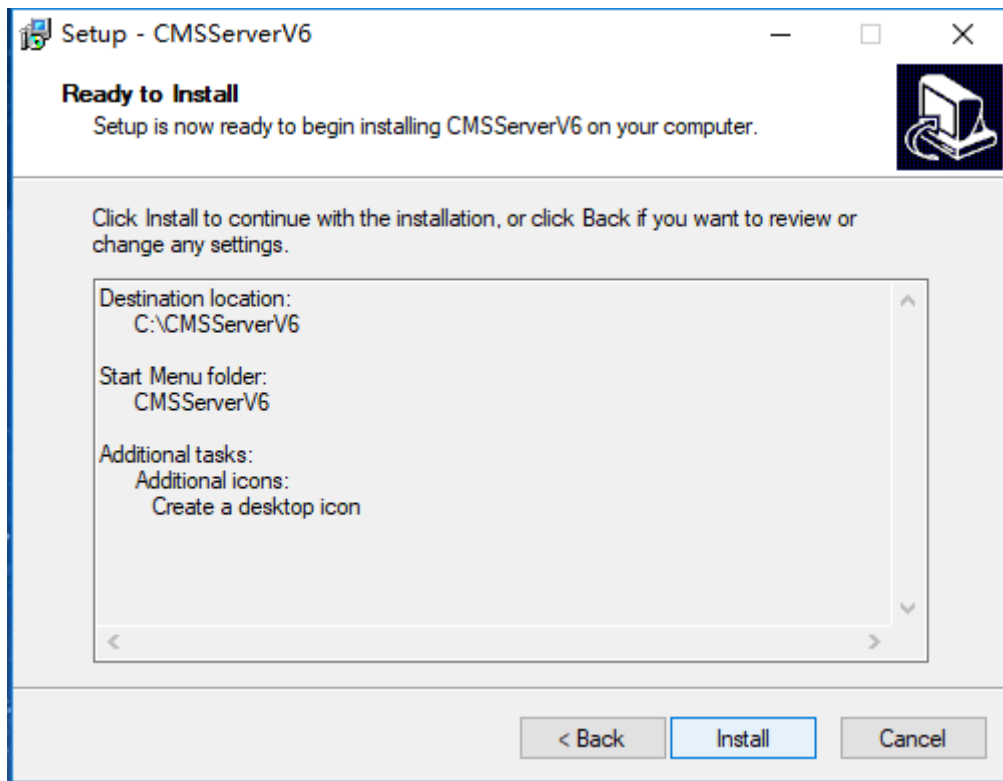 Setup - CMSServerV6
Ready to Install
Setup is now ready to begin installing CMSServerV6 on your computer.
Click Install to continue with the installation, or click Back if you want to review or
change any settings.
Destination location:
C:\CMSServerV6
Start Menu folder:
CMSServerV6
Additional tasks:
Additional icons:
Create a desktop icon
< Back
Install
Cancel